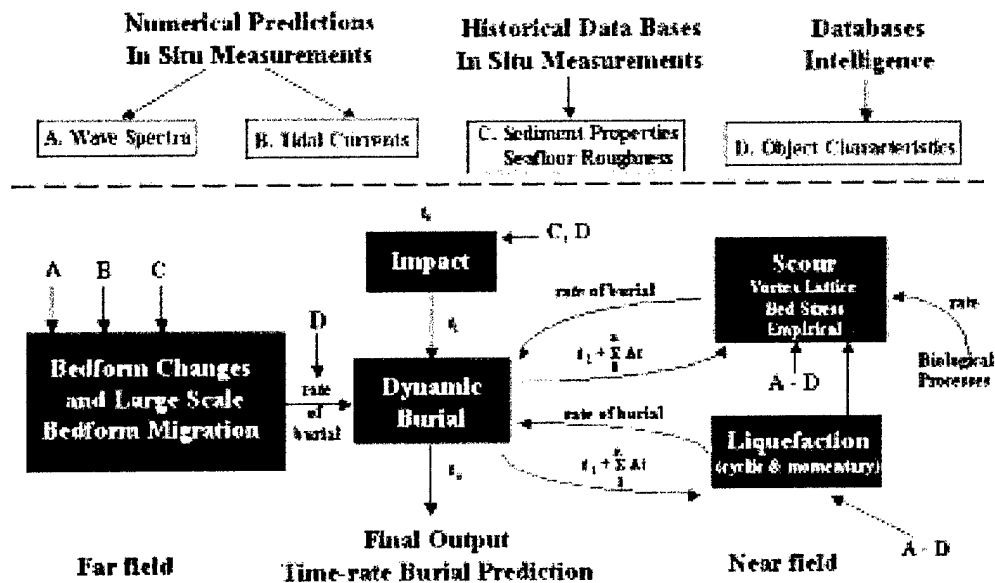 Numerical Predictions
In Situ Measurements
Historical Data Bases
In Situ Measurements
Databases
Intelligence
A. Wave Spectra
B. Tidal Currents
C. Sediment Properties
Seafloor Roughness
D. Object Characteristics
C, D
Impact
A
B
C
D
Bedform Changes
and Large Scale
Bedform Migration
rate
of
burial
Dynamic
Burial
rate of burial
Scour
Vortex Lattice
Bed Stress
Empirical
rate
Biological
Processes
A - D
rate of burial
Liquefaction
(cyclic & momentary)
A - D
Final Output
Time-rate Burial Prediction
Far field
Near field